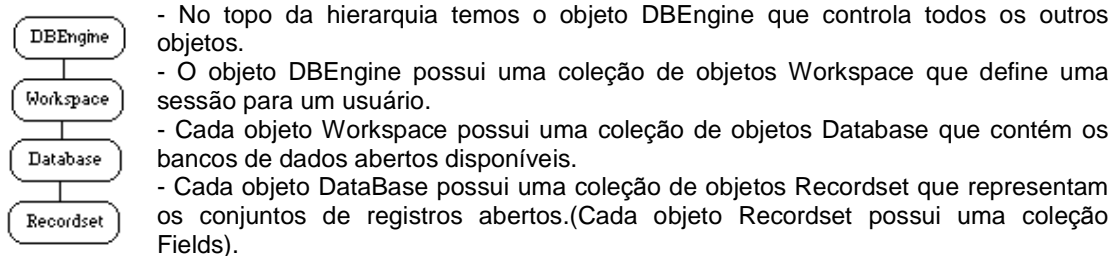 DBEngine
Workspace
Database
Recordset
- No topo da hierarquia temos o objeto DBEngine que controla todos os outros
objetos.
- O objeto DBEngine possui uma coleção de objetos Workspace que define uma
sessão para um usuário.
- Cada objeto Workspace possui uma coleção de objetos Database que contém os
bancos de dados abertos disponíveis.
- Cada objeto DataBase possui uma coleção de objetos Recordset que representam
os conjuntos de registros abertos.(Cada objeto Recordset possui uma coleção
Fields).